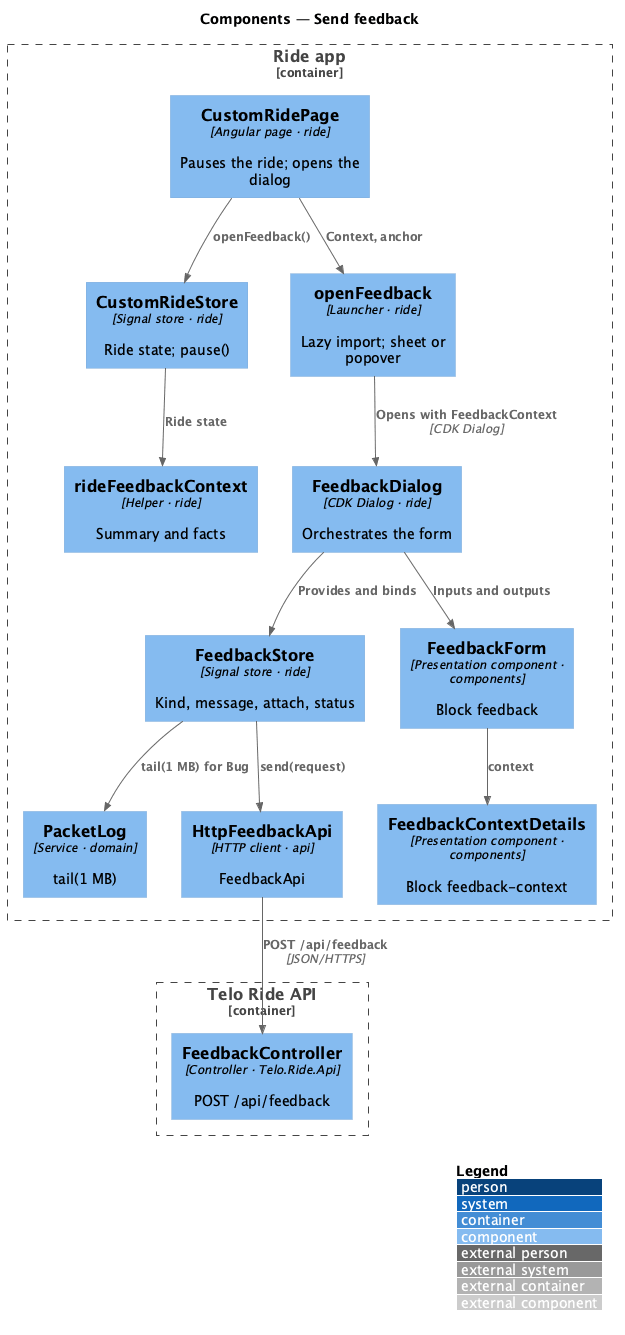 Components — Send feedback
Ride app
[container]
CustomRidePage
[Angular page · ride]
Pauses the ride; opens the
dialog
openFeedback()
Context, anchor
CustomRideStore
[Signal store · ride]
Ride state; pause()
openFeedback
[Launcher · ride]
Lazy import; sheet or
popover
Ride state
Opens with FeedbackContext
[CDK Dialog]
rideFeedbackContext
[Helper · ride]
Summary and facts
FeedbackDialog
[CDK Dialog · ride]
Orchestrates the form
Provides and binds
Inputs and outputs
FeedbackStore
[Signal store · ride]
Kind, message, attach, status
FeedbackForm
[Presentation component ·
components]
Block feedback
tail(1 MB) for Bug
send(request)
context
PacketLog
[Service · domain]
tail(1 MB)
HttpFeedbackApi
[HTTP client · api]
FeedbackApi
FeedbackContextDetails
[Presentation component ·
components]
Block feedback-context
POST /api/feedback
[JSON/HTTPS]
Telo Ride API
[container]
FeedbackController
[Controller · Telo.Ride.Api]
POST /api/feedback
Legend
person
system
container
component
external person
external system
external container
external component